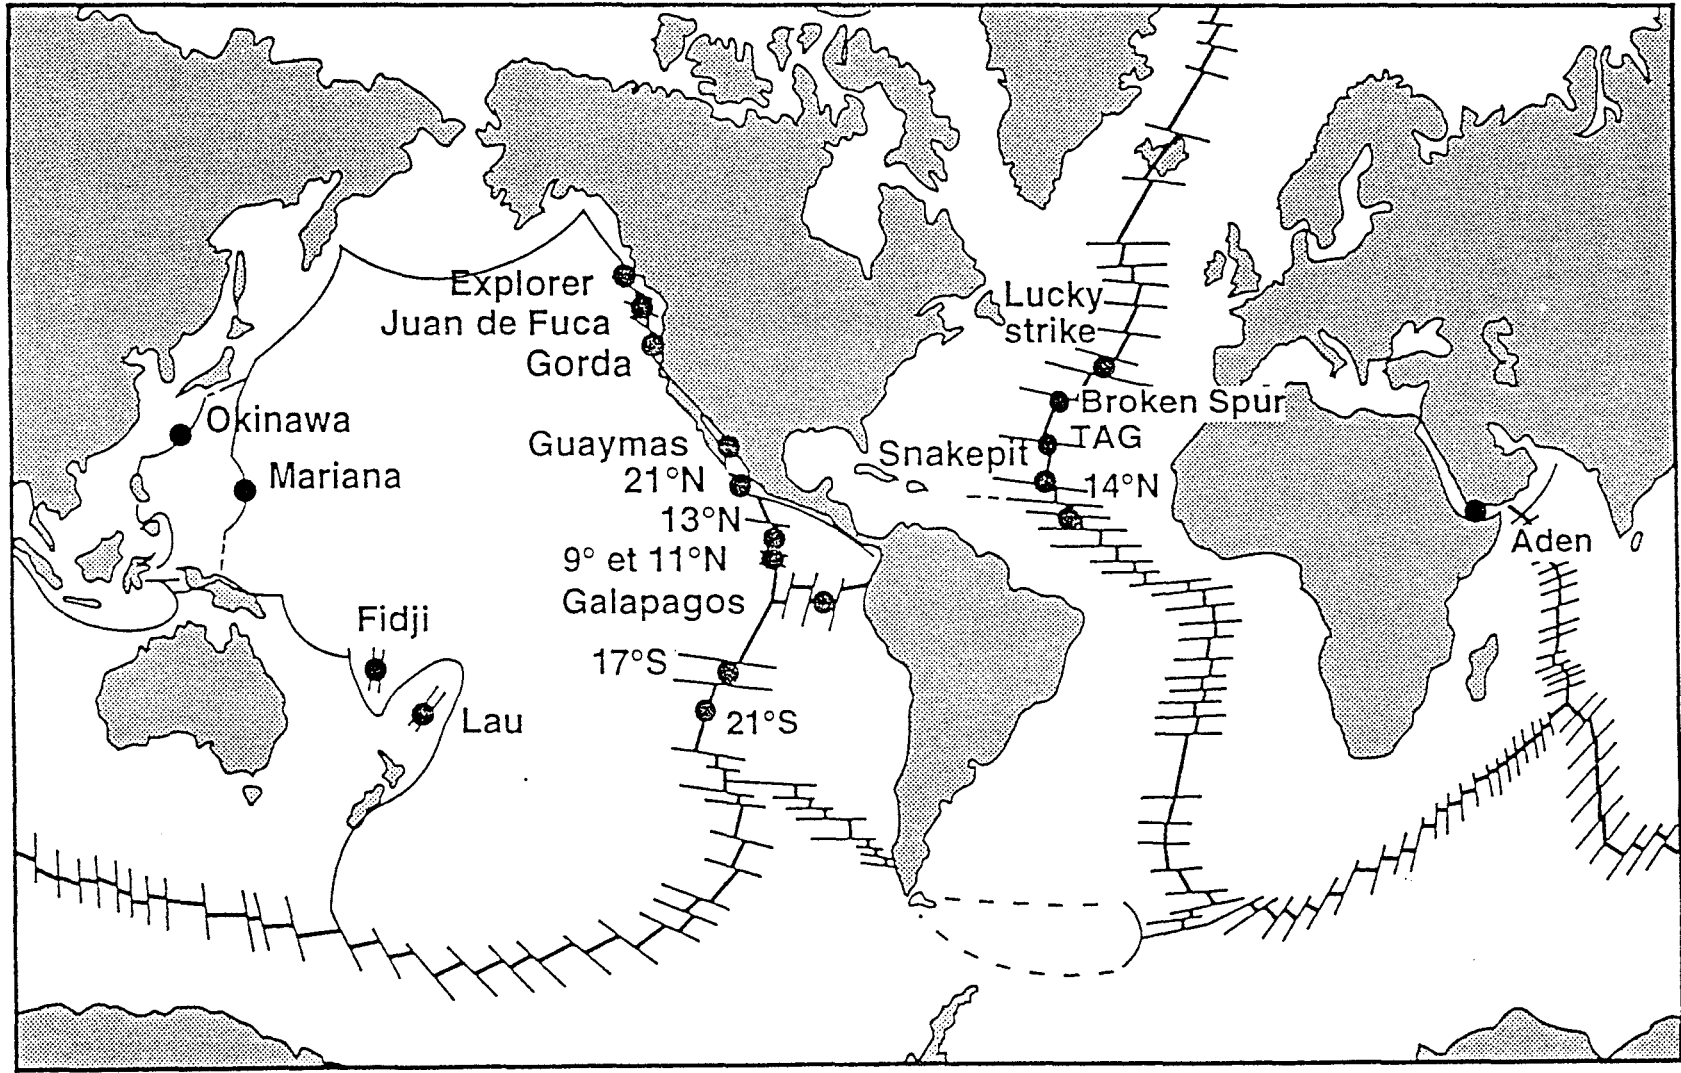 Explorer
Juan de Fuca
Gorda
Lucky
strike
Broken Spur
TAG
Snakepit
14°N
Okinawa
Mariana
Guaymas
21°N
13°N
9° et 11°N
Galapagos
Aden
Fidji
17°S
Lau
21°S